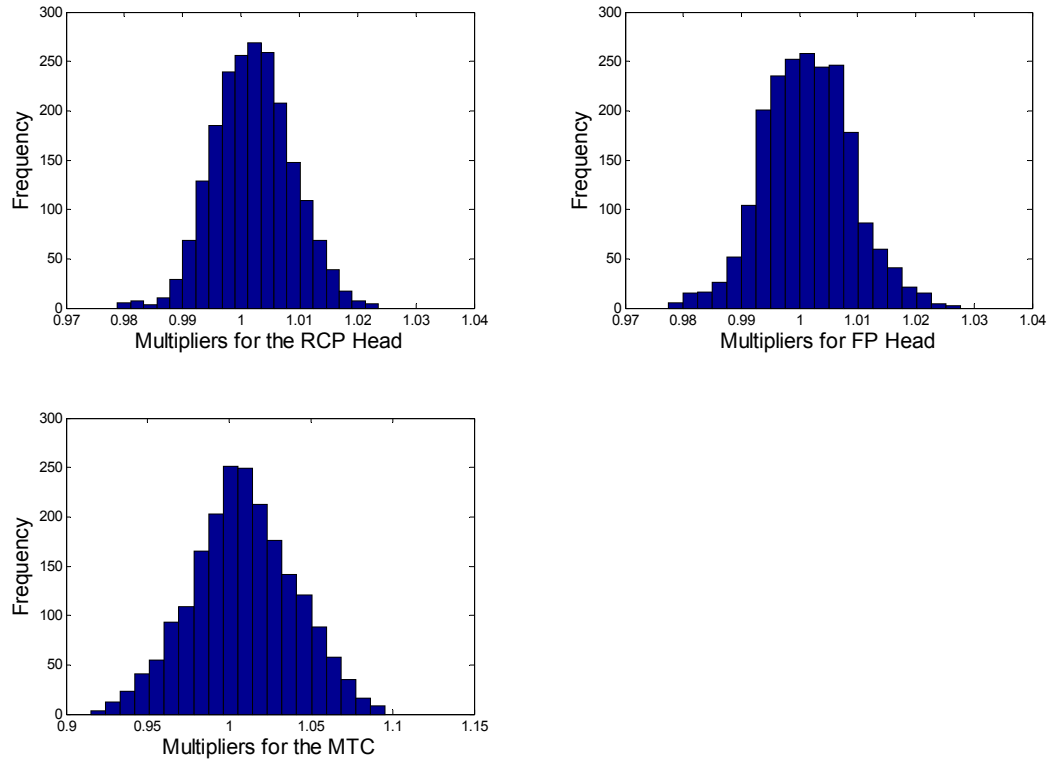 300
250
200
150
100
50
0
Frequency
0.97 0.98 0.99 1 1.01 1.02 1.03 1.04
Multipliers for the RCP Head
300
250
200
150
100
50
0
Frequency
0.97 0.98 0.99 1 1.01 1.02 1.03 1.04
Multipliers for FP Head
300
250
200
150
100
50
0
Frequency
0.9 0.95 1 1.05 1.1 1.15
Multipliers for the MTC